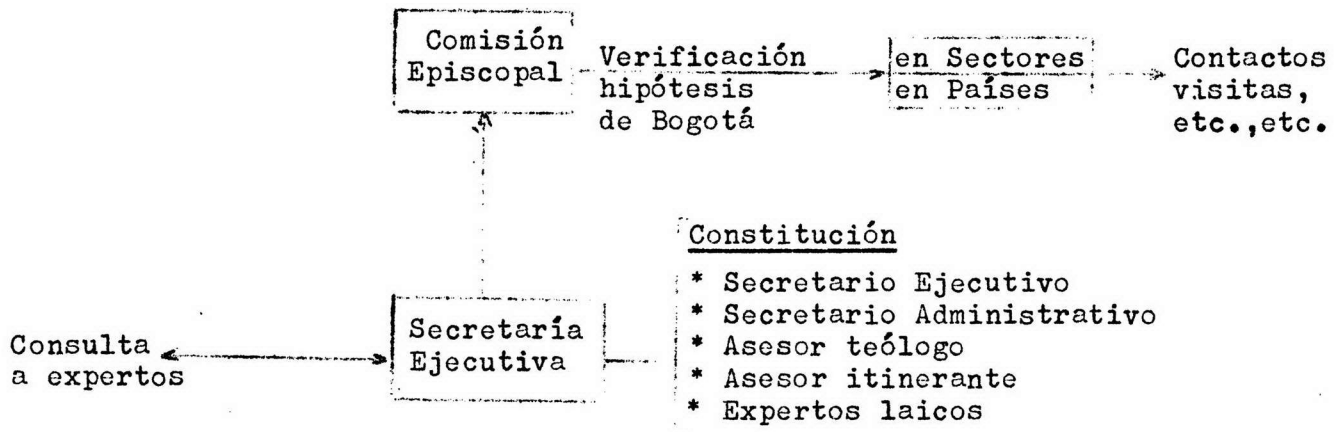 Comisión
Episcopal
Verificación
hipótesis
de Bogotá
en Sectores
en Países
Contactos
visitas,
etc.,etc.
Constitución
* Secretario Ejecutivo
* Secretario Administrativo
* Asesor teólogo
* Asesor itinerante
* Expertos laicos
Secretaría
Ejecutiva
Consulta
a expertos